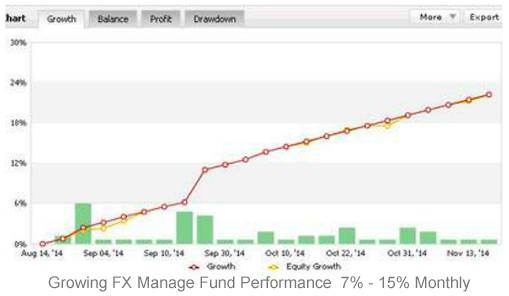 hart Growth Balance Profit Drawdown More Export
30%
24%
18%
12%
6%
0%
Aug 14, '14 Sep 04, '14 Sep 10, '14 Sep 30, '14 Oct 10, '14 Oct 22, '14 Oct 31, '14 Nov 13, '14
Growth Equity Growth
Growing FX Manage Fund Performance 7% - 15% Monthly